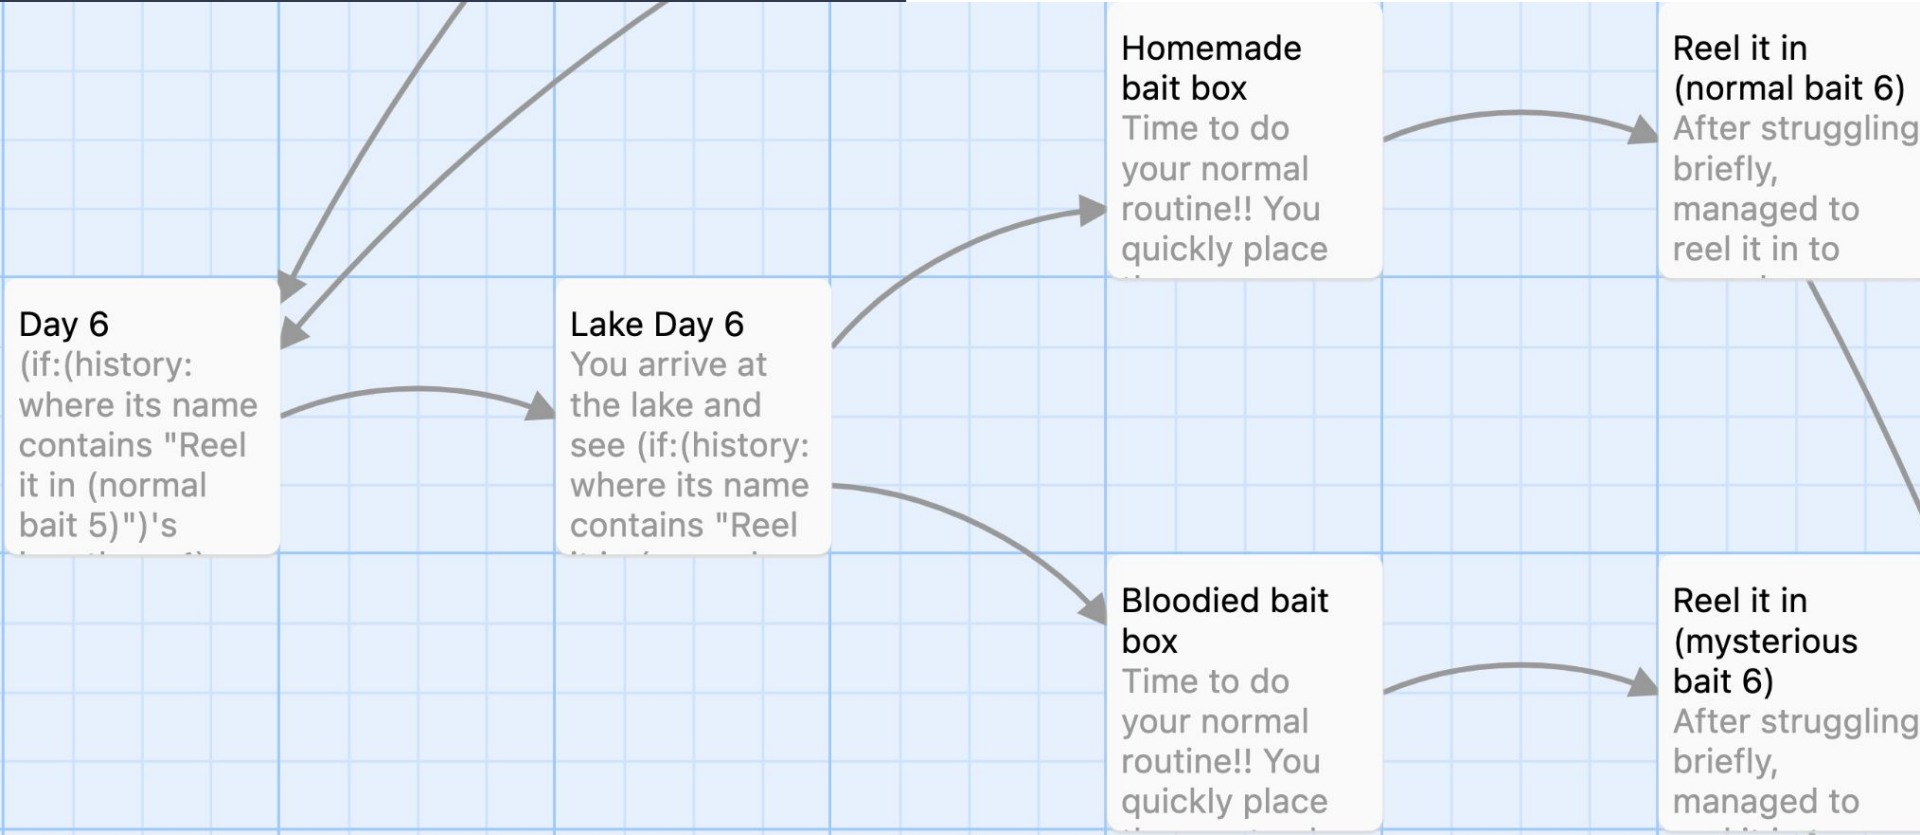 Homemade
bait box
Time to do
your normal
routine!! You
quickly place
Reel it in
(normal bait 6)
After struggling
briefly,
managed to
reel it in to
Day 6
(if:(history:
where its name
contains "Reel
it in (normal
bait 5)")'s
Lake Day 6
You arrive at
the lake and
see (if:(history:
where its name
contains "Reel
Bloodied bait
box
Time to do
your normal
routine!! You
quickly place
Reel it in
(mysterious
bait 6)
After struggling
briefly,
managed to